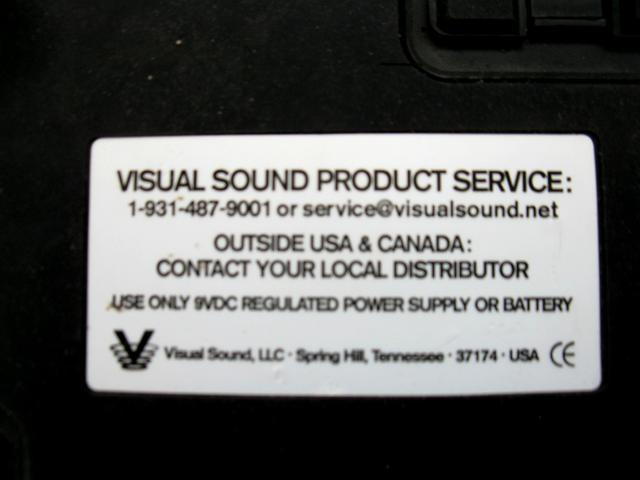 VISUAL SOUND PRODUCT SERVICE:
1-931-487-9001 or service@visualsound.net
OUTSIDE USA & CANADA:
CONTACT YOUR LOCAL DISTRIBUTOR
USE ONLY 9VDC REGULATED POWER SUPPLY OR BATTERY
V Visual Sound, LLC · Spring Hill, Tennessee · 37174 · USA CE